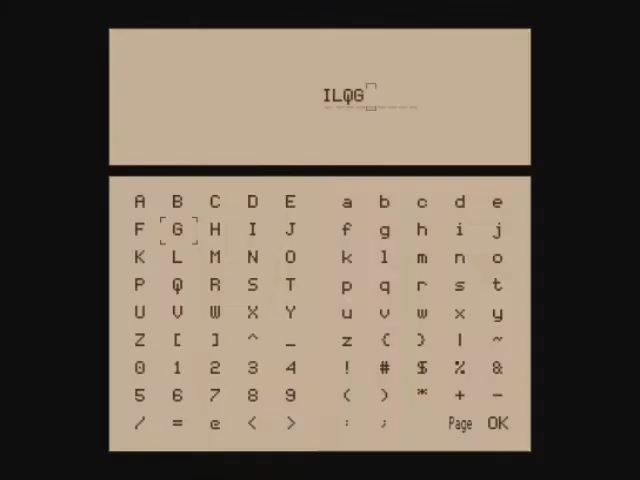 ILQG
A B C D E a b c d e
F G H I J f g h i j
K L M N O k l m n o
P Q R S T p q r s t
U V W X Y u v w x y
Z [ ] ^ _ z { } | ~
0 1 2 3 4 ! # $ % &
5 6 7 8 9 ( ) * + -
/ = @ < > : ; Page OK